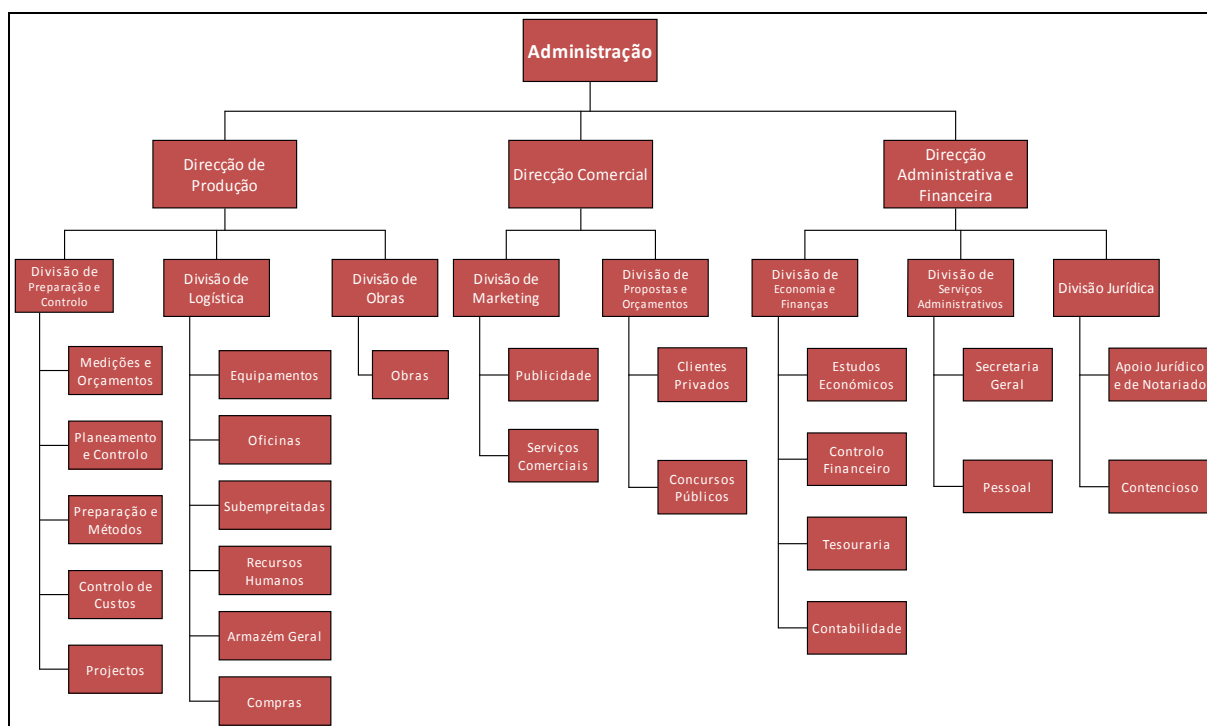 Administração
Direcção de
Produção
Direcção Comercial
Direcção
Administrativa e
Financeira
Divisão de
Preparação e
Controlo
Divisão de
Logística
Divisão de
Obras
Divisão de
Marketing
Divisão de
Propostas e
Orçamentos
Divisão de
Economia e
Finanças
Divisão de
Serviços
Administrativos
Divisão Jurídica
Medições e
Orçamentos
Planeamento
e Controlo
Preparação e
Métodos
Controlo de
Custos
Projectos
Equipamentos
Oficinas
Subempreitadas
Recursos
Humanos
Armazém Geral
Compras
Obras
Publicidade
Serviços
Comerciais
Clientes
Privados
Concursos
Públicos
Estudos
Económicos
Controlo
Financeiro
Tesouraria
Contabilidade
Secretaria
Geral
Pessoal
Apoio Jurídico
e de Notariado
Contencioso